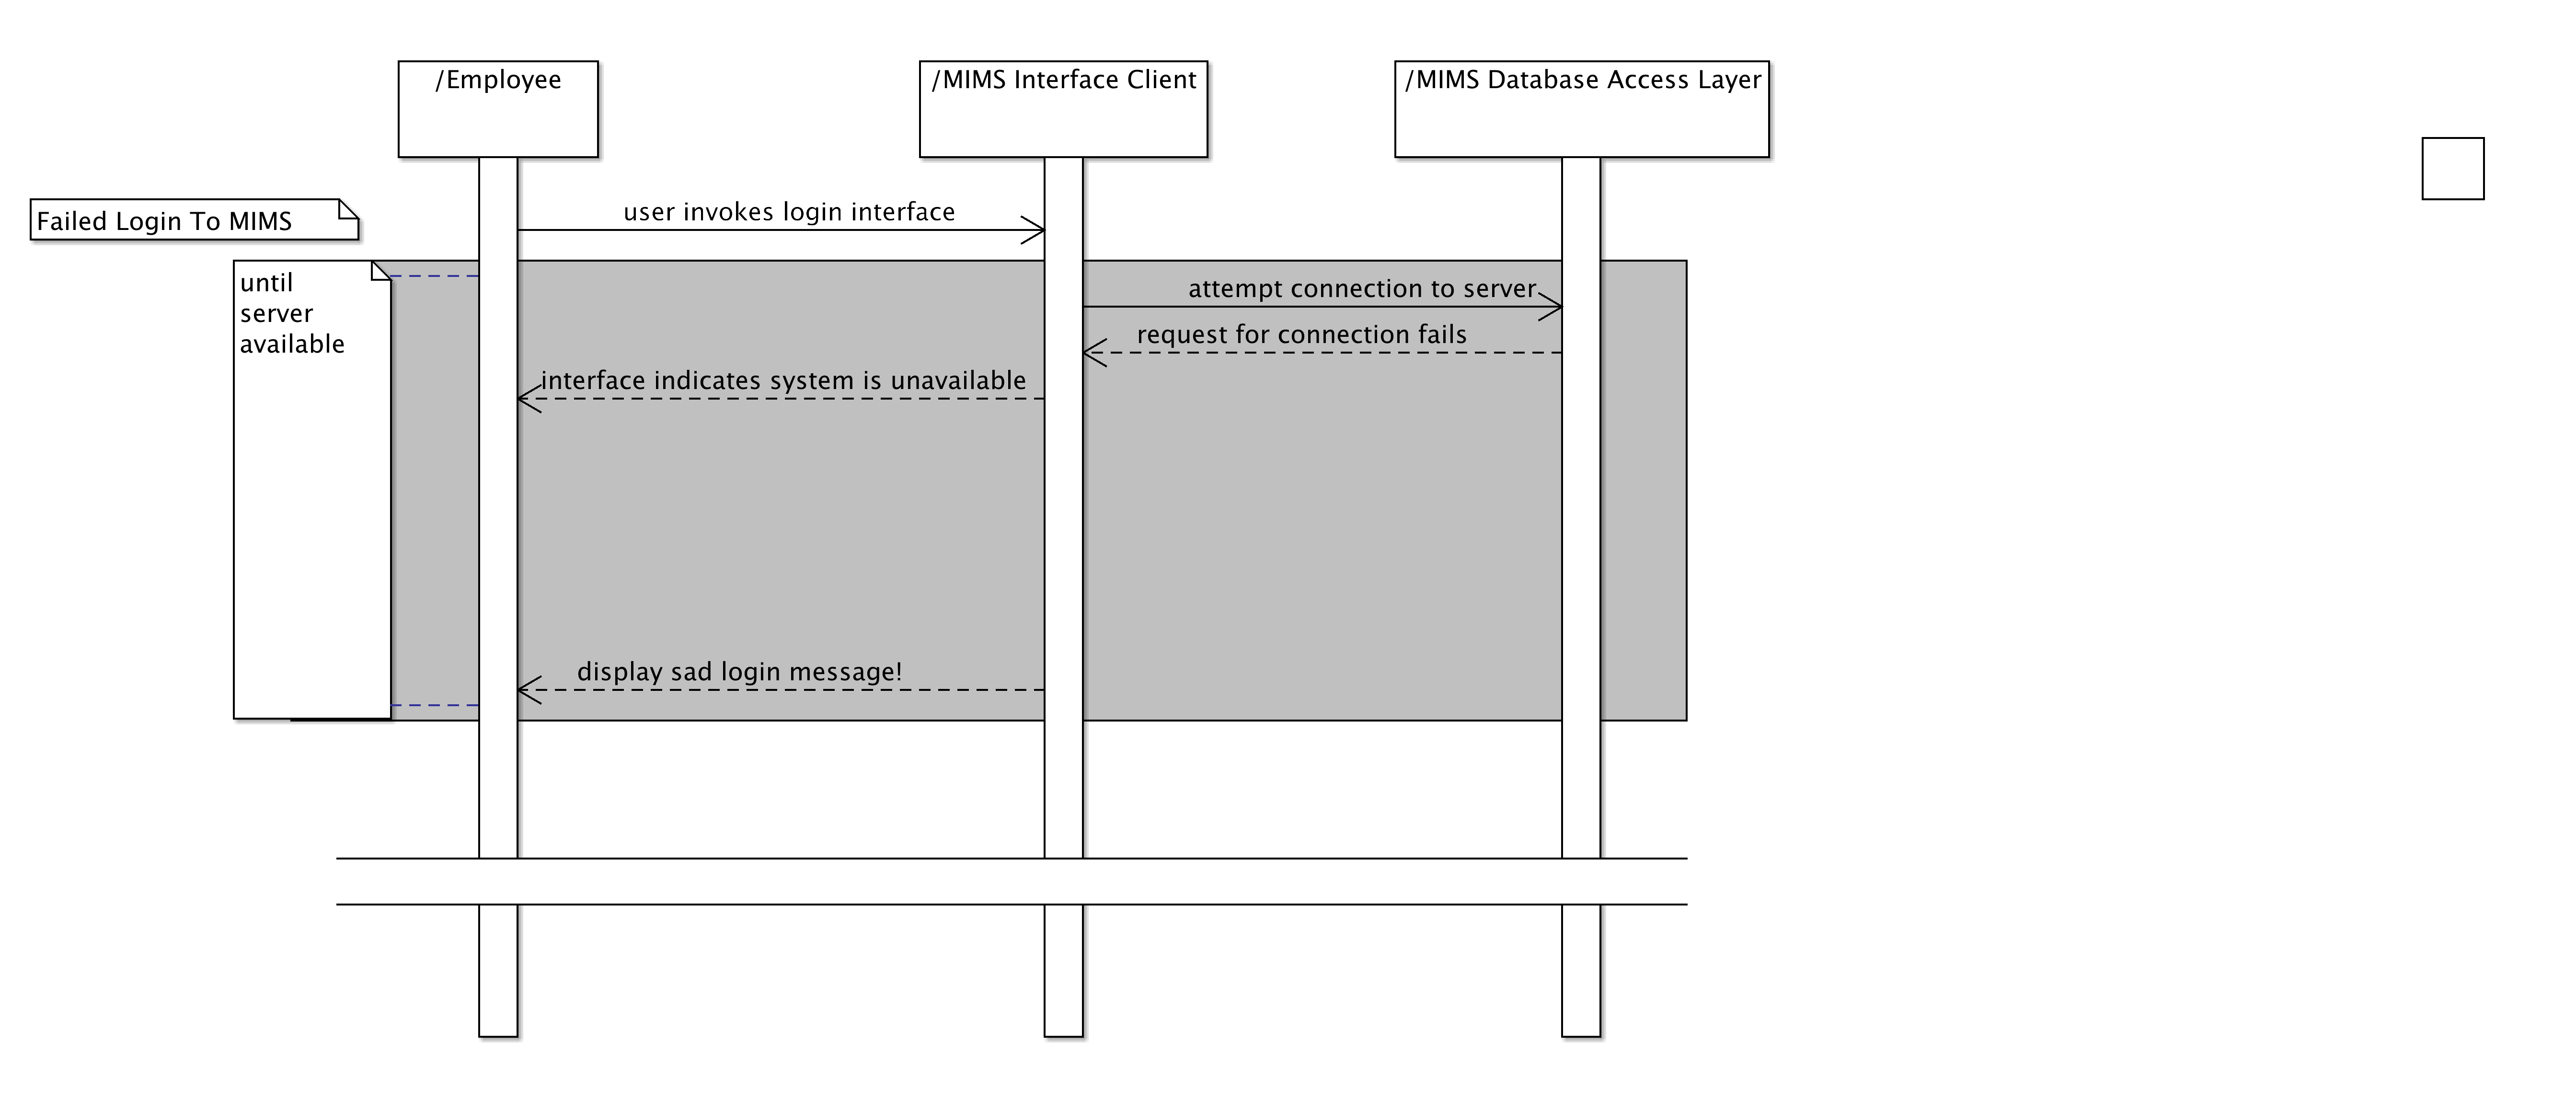 /Employee
/MIMS Interface Client
/MIMS Database Access Layer
Failed Login To MIMS
user invokes login interface
until
server
available
attempt connection to server
request for connection fails
interface indicates system is unavailable
display sad login message!